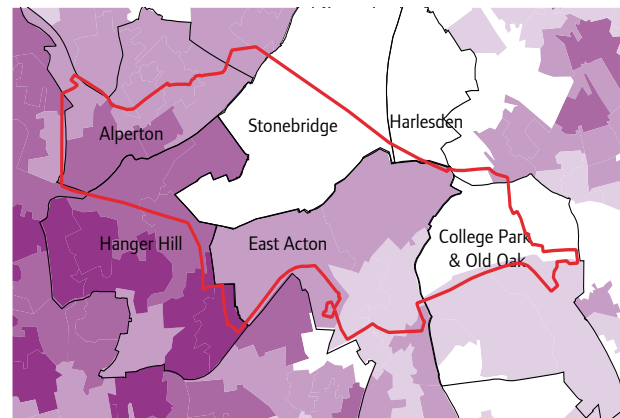 Harlesden
Stonebridge
Alperton
Hanger Hill
East Acton
College Park
& Old Oak